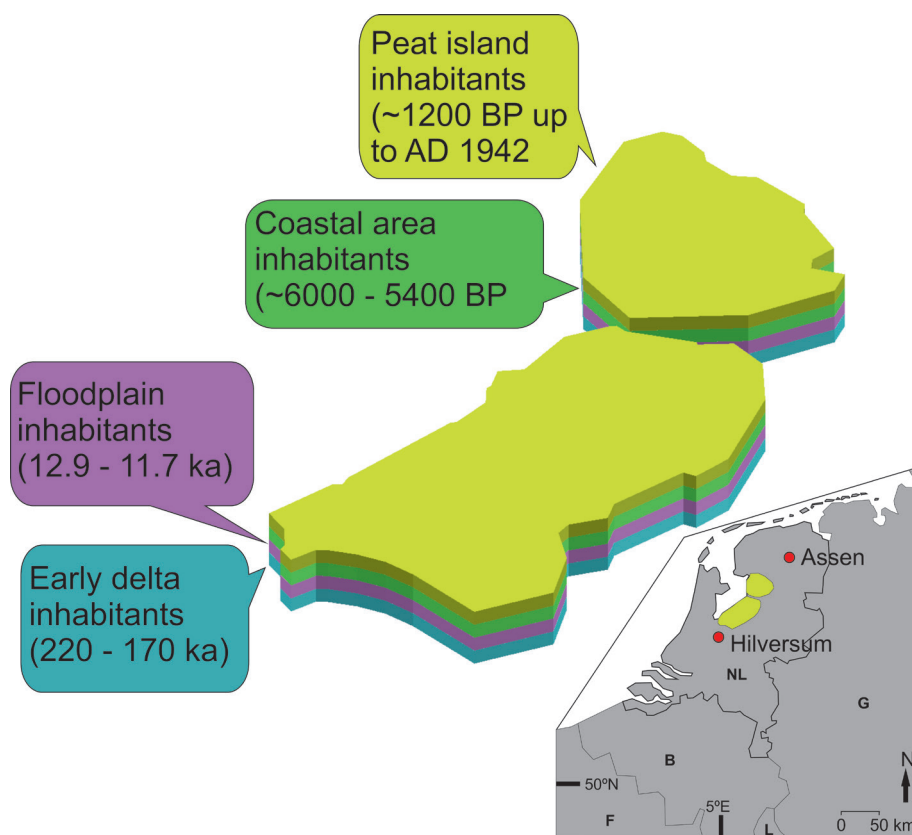 Peat island
inhabitants
(~1200 BP up
to AD 1942
Coastal area
inhabitants
(~6000 - 5400 BP
Floodplain
inhabitants
(12.9 - 11.7 ka)
Early delta
inhabitants
(220 - 170 ka)
Assen
Hilversum
NL
G
B
N
50ºN
5ºE
F
L
0 50 km